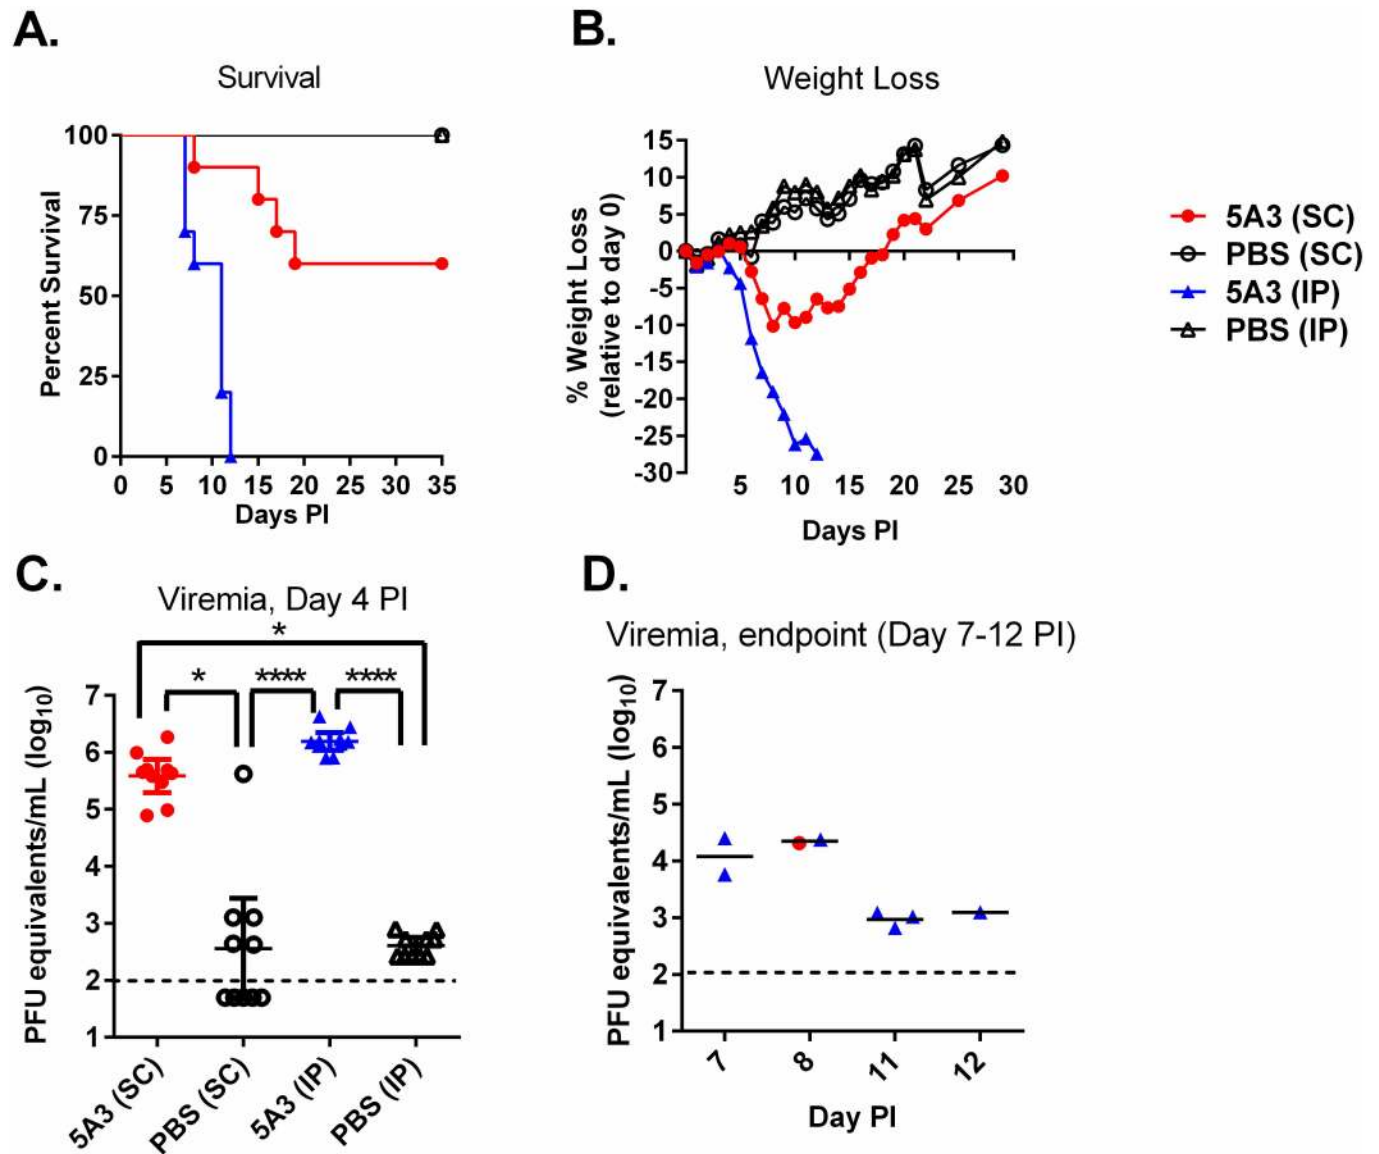 A.
Survival
Percent Survival
100
75
50
25
0
0 5 10 15 20 25 30 35
Days PI
B.
Weight Loss
% Weight Loss
(relative to day 0)
15
10
5
0
-5
-10
-15
-20
-25
-30
5 10 15 20 25 30
Days PI
5A3 (SC)
PBS (SC)
5A3 (IP)
PBS (IP)
C.
Viremia, Day 4 PI
*
* **** ****
PFU equivalents/mL (log10)
7
6
5
4
3
2
1
5A3 (SC)
PBS (SC)
5A3 (IP)
PBS (IP)
D.
Viremia, endpoint (Day 7-12 PI)
PFU equivalents/mL (log10)
7
6
5
4
3
2
1
7 8 11 12
Day PI